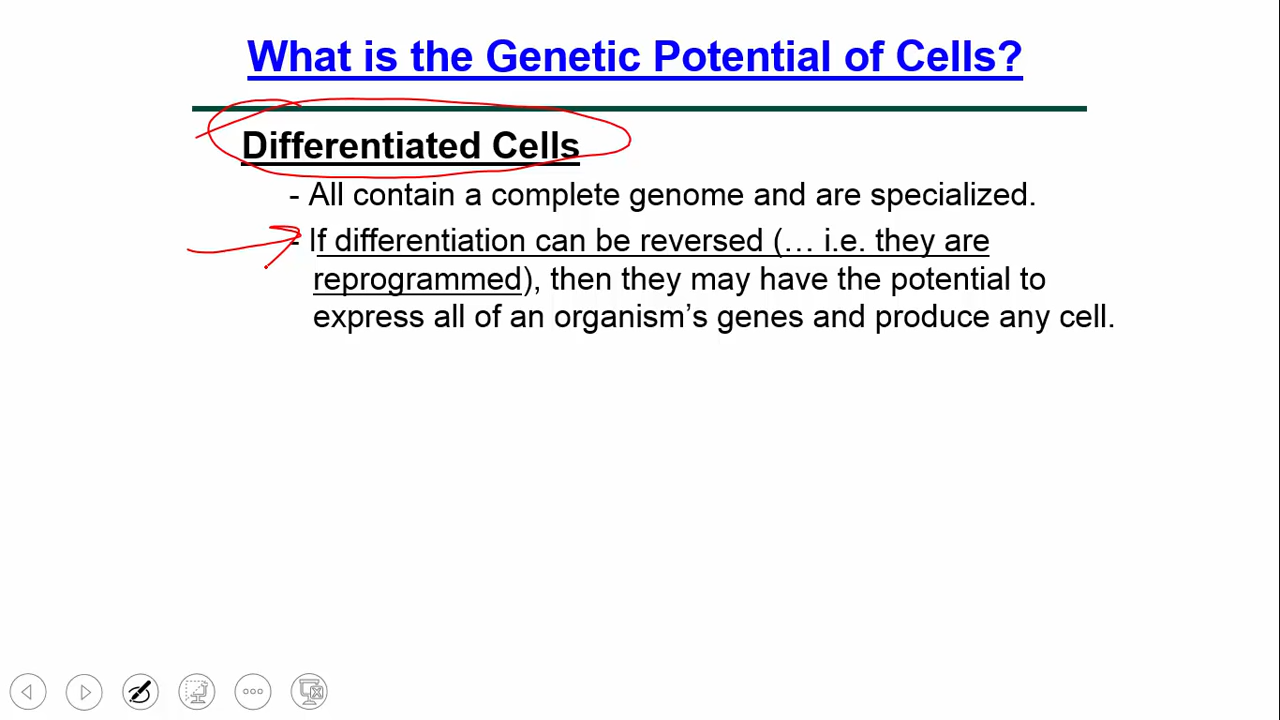 What is the Genetic Potential of Cells?
Differentiated Cells
- All contain a complete genome and are specialized.
- If differentiation can be reversed (… i.e. they are
reprogrammed), then they may have the potential to
express all of an organism’s genes and produce any cell.